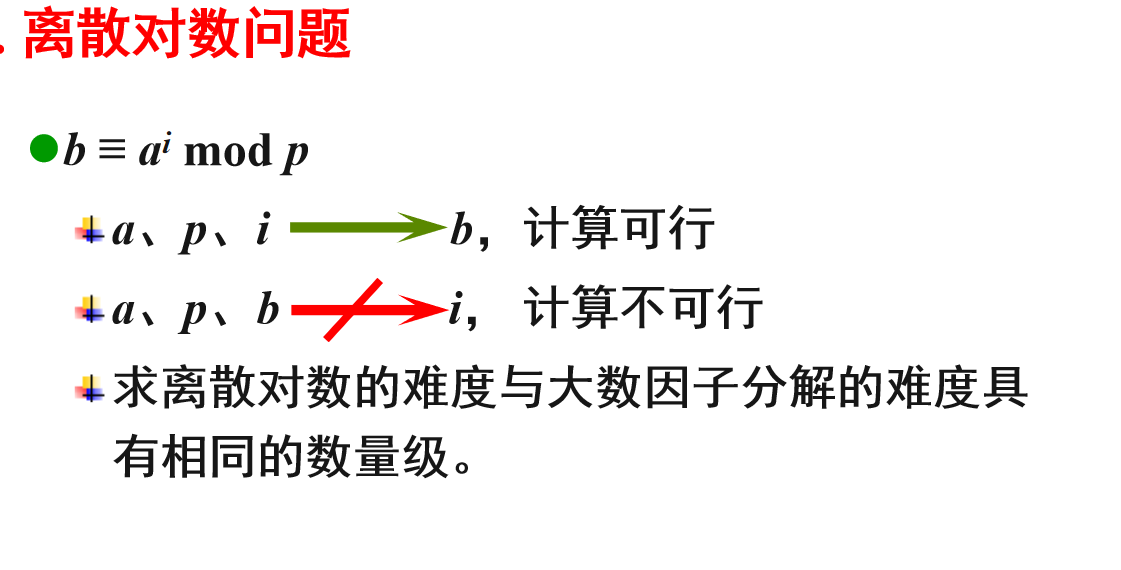 . 离散对数问题
b ≡ aⁱ mod p
a、p、i b，计算可行
a、p、b i， 计算不可行
求离散对数的难度与大数因子分解的难度具
有相同的数量级。